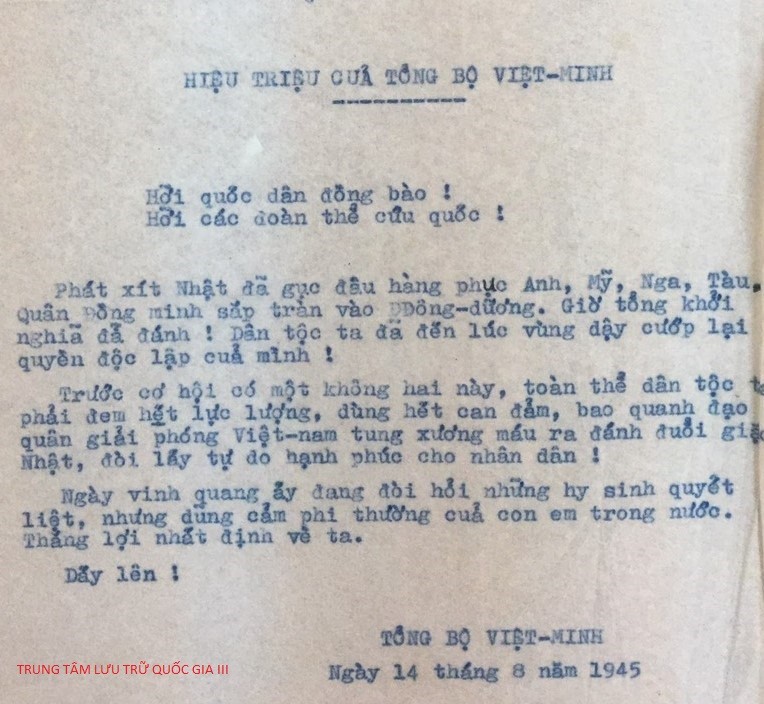 HIỆU TRIỆU CUẢ TỔNG BỘ VIỆT-MINH
Hỡi quốc dân đồng bào !
Hỡi các đoàn thể cứu quốc !
Phát xít Nhật đã gục đầu hàng phục Anh, Mỹ, Nga, Tàu.
Quân Đồng minh sắp tràn vào DĐông-dương. Giờ tổng khởi
nghiã đã đánh ! Dân tộc ta đã đến lúc vùng dậy cướp lại
quyền độc lập cuả mình !
Trước cơ hội có một không hai này, toàn thể dân tộc t
phải đem hết lực lượng, dùng hết can đảm, bao quanh đạo
quân giải phóng Việt-nam tung xương máu ra đánh đuổi giặc
Nhật, đòi lấy tự do hạnh phúc cho nhân dân !
Ngày vinh quang ấy đang đòi hỏi những hy sinh quyết
liệt, nhưng dũng cảm phi thường cuả con em trong nước.
Thắng lợi nhất định về ta.
Dấy lên !
TỔNG BỘ VIỆT-MINH
Ngày 14 tháng 8 năm 1945
TRUNG TÂM LƯU TRỮ QUỐC GIA III